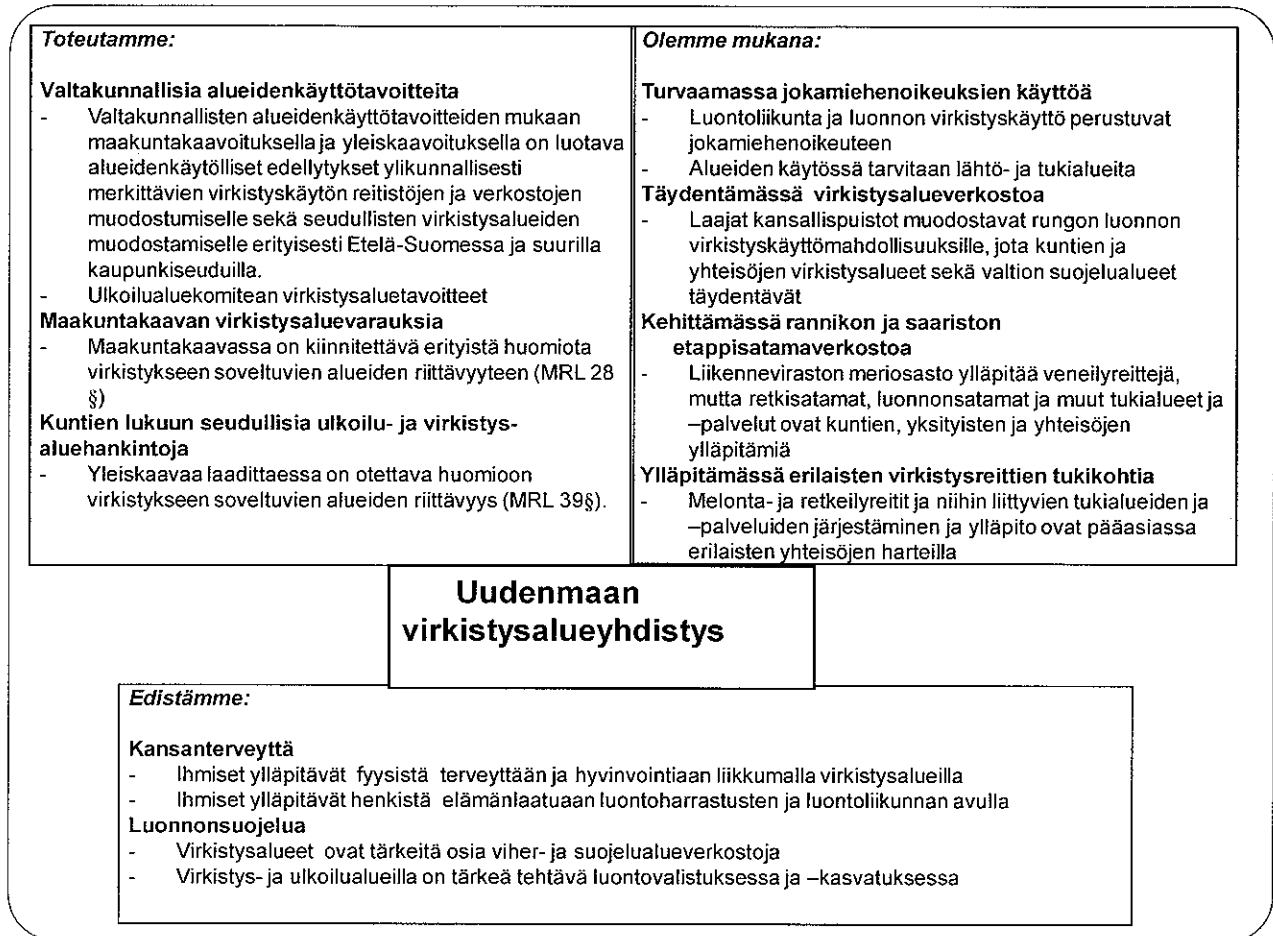 Toteutamme:
Valtakunnallisia alueidenkäyttötavoitteita
- Valtakunnallisten alueidenkäyttötavoitteiden mukaan
maakuntakaavoituksella ja yleiskaavoituksella on luotava
alueidenkäytölliset edellytykset ylikunnallisesti
merkittävien virkistyskäytön reitistöjen ja verkostojen
muodostumiselle sekä seudullisten virkistysalueiden
muodostamiselle erityisesti Etelä-Suomessa ja suurilla
kaupunkiseuduilla.
- Ulkoilualuekomitean virkistysaluetavoitteet
Maakuntakaavan virkistysaluevarauksia
- Maakuntakaavassa on kiinnitettävä erityistä huomiota
virkistykseen soveltuvien alueiden riittävyyteen (MRL 28
§)
Kuntien lukuun seudullisia ulkoilu- ja virkistys-
aluehankintoja
- Yleiskaavaa laadittaessa on otettava huomioon
virkistykseen soveltuvien alueiden riittävyys (MRL 39§).
Olemme mukana:
Turvaamassa jokamiehenoikeuksien käyttöä
- Luontoliikunta ja luonnon virkistyskäyttö perustuvat
jokamiehenoikeuteen
- Alueiden käytössä tarvitaan lähtö- ja tukialueita
Täydentämässä virkistysalueverkostoa
- Laajat kansallispuistot muodostavat rungon luonnon
virkistyskäyttömahdollisuuksille, jota kuntien ja
yhteisöjen virkistysalueet sekä valtion suojelualueet
täydentävät
Kehittämässä rannikon ja saariston
etappisatamaverkostoa
- Liikenneviraston meriosasto ylläpitää veneilyreittejä,
mutta retkisatamat, luonnonsatamat ja muut tukialueet ja
–palvelut ovat kuntien, yksityisten ja yhteisöjen
ylläpitämiä
Ylläpitämässä erilaisten virkistysreittien tukikohtia
- Melonta- ja retkeilyreitit ja niihin liittyvien tukialueiden ja
–palveluiden järjestäminen ja ylläpito ovat pääasiassa
erilaisten yhteisöjen harteilla
Uudenmaan
virkistysalueyhdistys
Edistämme:
Kansanterveyttä
- Ihmiset ylläpitävät fyysistä terveyttään ja hyvinvointiaan liikkumalla virkistysalueilla
- Ihmiset ylläpitävät henkistä elämänlaatuaan luontoharrastusten ja luontoliikunnan avulla
Luonnonsuojelua
- Virkistysalueet ovat tärkeitä osia viher- ja suojelualueverkostoja
- Virkistys- ja ulkoilualueilla on tärkeä tehtävä luontovalistuksessa ja –kasvatuksessa